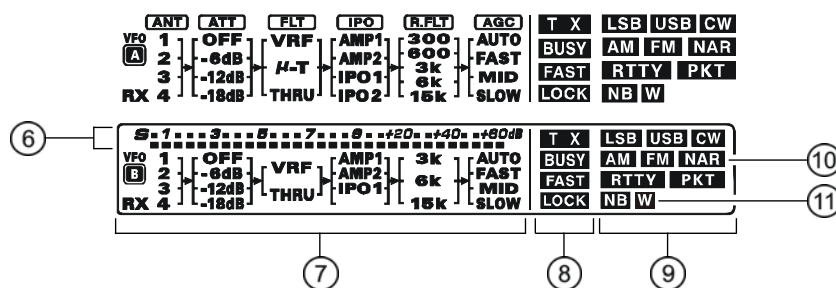 ANT ATT FLT IPO R.FLT AGC T X LSB USB CW
VFO 1 OFF VRF AMP1 300 AUTO
A 2 -6dB μ-T AMP2 600 FAST BUSY AM FM NAR
3 -12dB IPO1 3k MID FAST RTTY PKT
6k
RX 4 -18dB THRU IPO2 15k SLOW LOCK NB W
6 S 1 3 5 7 8 +20 +40 +60dB T X LSB USB CW
VFO 1 OFF VRF AMP1 3k AUTO BUSY AM FM NAR 10
B 2 -6dB AMP2 6k FAST
3 -12dB THRU IPO1 MID FAST RTTY PKT
RX 4 -18dB 15k SLOW LOCK NB W 11
7 8 9